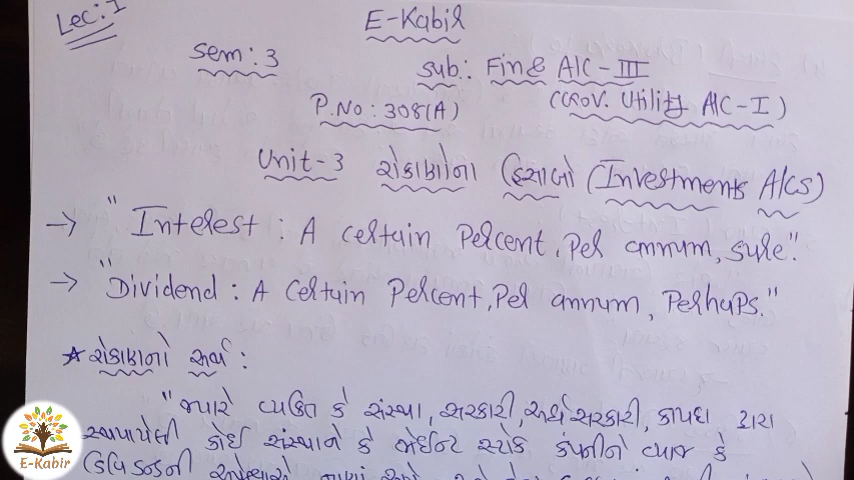 Lec: I
E-Kabir
Sem: 3
Sub.: Fin & A/C - III
P.No: 308(A)
(Gov. Utility A/C - I)
Unit-3 રોકાણોના હિસાબો (Investments A/CS)
→ "Interest : A certain Percent, Per annum, sure."
→ "Dividend : A certain Percent, Per annum, Perhaps."
★ રોકાણનો અર્થ :
"જ્યારે વ્યક્તિ કે સંસ્થા, સરકારી, અર્ધસરકારી, કાયદા દ્વારા
સ્થપાયેલી કોઈ સંસ્થાને કે જોઈન્ટ સ્ટોક કંપનીને વ્યાજ કે
ડિવિડન્ડની નાણાં
E-Kabir